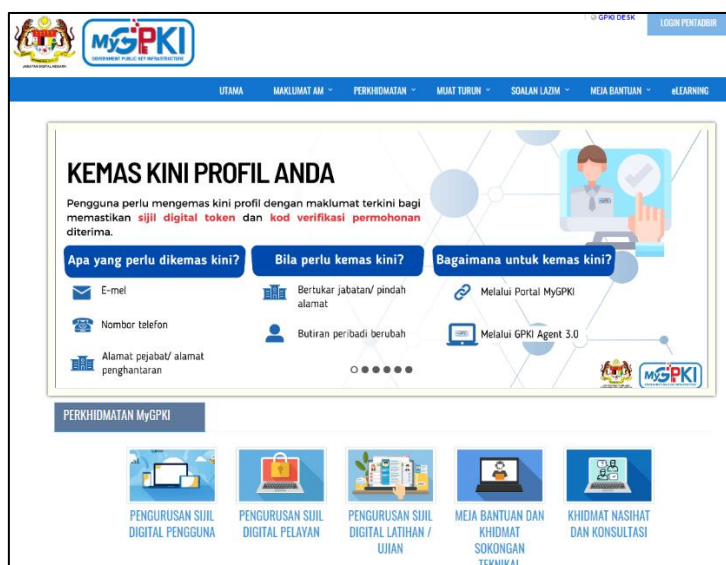 GPKI DESK
LOGIN PENTADBIR
MyGPKI
GOVERNMENT PUBLIC KEY INFRASTRUCTURE
JABATAN DIGITAL NEGARA
UTAMA MAKLUMAT AM PERKHIDMATAN MUAT TURUN SOALAN LAZIM MEJA BANTUAN eLEARNING
KEMAS KINI PROFIL ANDA
Pengguna perlu mengemas kini profil dengan maklumat terkini bagi
memastikan sijil digital token dan kod verifikasi permohonan
diterima.
Apa yang perlu dikemas kini?
E-mel
Nombor telefon
Alamat pejabat/ alamat
penghantaran
Bila perlu kemas kini?
Bertukar jabatan/ pindah
alamat
Butiran peribadi berubah
Bagaimana untuk kemas kini?
Melalui Portal MyGPKI
Melalui GPKI Agent 3.0
MyGPKI
PERKHIDMATAN MyGPKI
PENGURUSAN SIJIL
DIGITAL PENGGUNA
PENGURUSAN SIJIL
DIGITAL PELAYAN
PENGURUSAN SIJIL
DIGITAL LATIHAN /
UJIAN
MEJA BANTUAN DAN
KHIDMAT
SOKONGAN
TEKNIKAL
KHIDMAT NASIHAT
DAN KONSULTASI